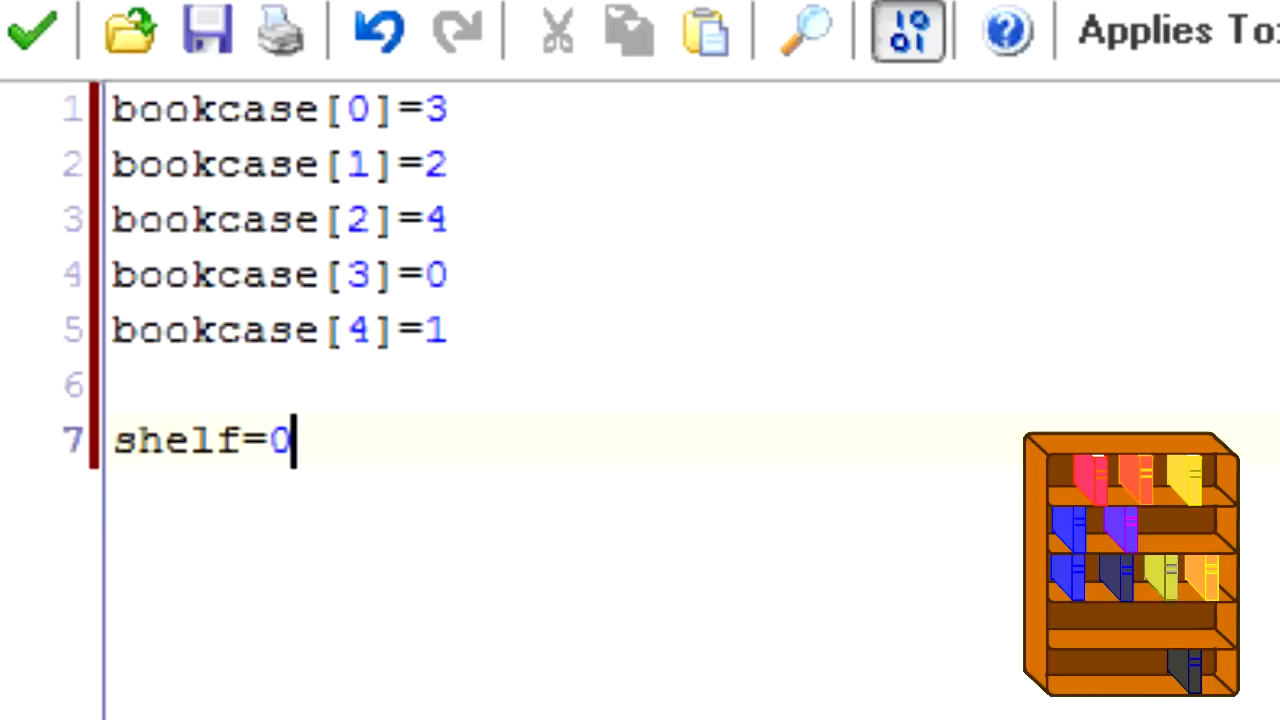 Applies To:
1 bookcase[0]=3
2 bookcase[1]=2
3 bookcase[2]=4
4 bookcase[3]=0
5 bookcase[4]=1
6
7 shelf=0